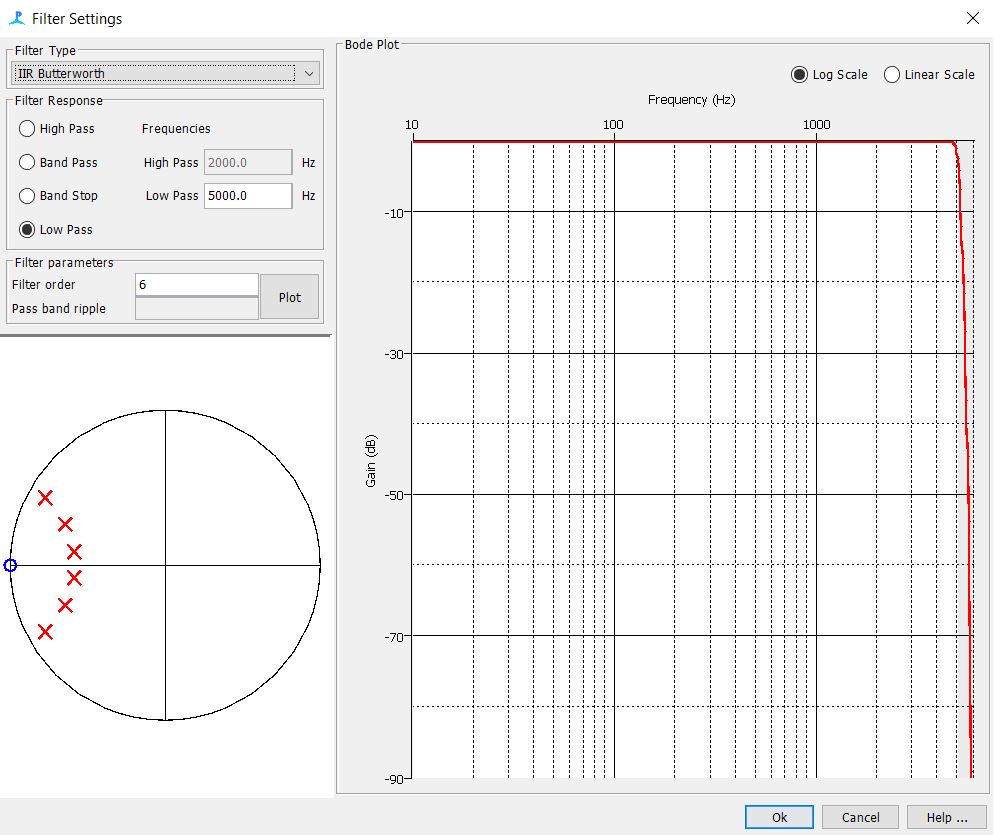 Filter Settings
Filter Type
IIR Butterworth
Filter Response
High Pass
Frequencies
Band Pass
High Pass 2000.0 Hz
Band Stop
Low Pass 5000.0 Hz
Low Pass
Filter parameters
Filter order 6
Pass band ripple
Plot
Bode Plot
Log Scale
Linear Scale
Frequency (Hz)
10 100 1000
-10
-30
-50
-70
-90
Gain (dB)
Ok
Cancel
Help ...